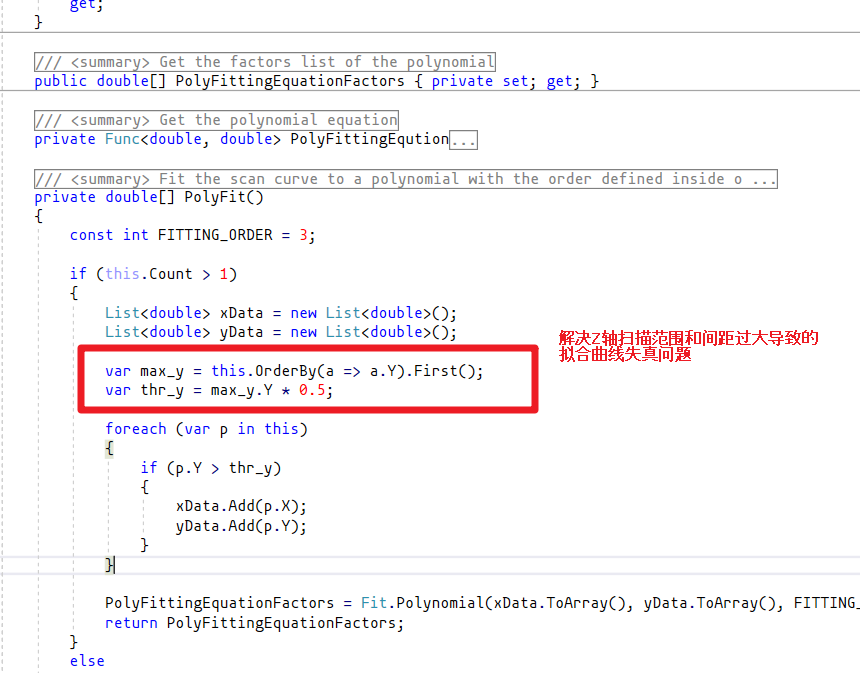 get;
}
/// <summary> Get the factors list of the polynomial
public double[] PolyFittingEquationFactors { private set; get; }
/// <summary> Get the polynomial equation
private Func<double, double> PolyFittingEqution...
/// <summary> Fit the scan curve to a polynomial with the order defined inside o ...
private double[] PolyFit()
{
const int FITTING_ORDER = 3;
if (this.Count > 1)
{
List<double> xData = new List<double>();
List<double> yData = new List<double>();
解决Z轴扫描范围和间距过大导致的
拟合曲线失真问题
var max_y = this.OrderBy(a => a.Y).First();
var thr_y = max_y.Y * 0.5;
foreach (var p in this)
{
if (p.Y > thr_y)
{
xData.Add(p.X);
yData.Add(p.Y);
}
}
PolyFittingEquationFactors = Fit.Polynomial(xData.ToArray(), yData.ToArray(), FITTING_
return PolyFittingEquationFactors;
}
else